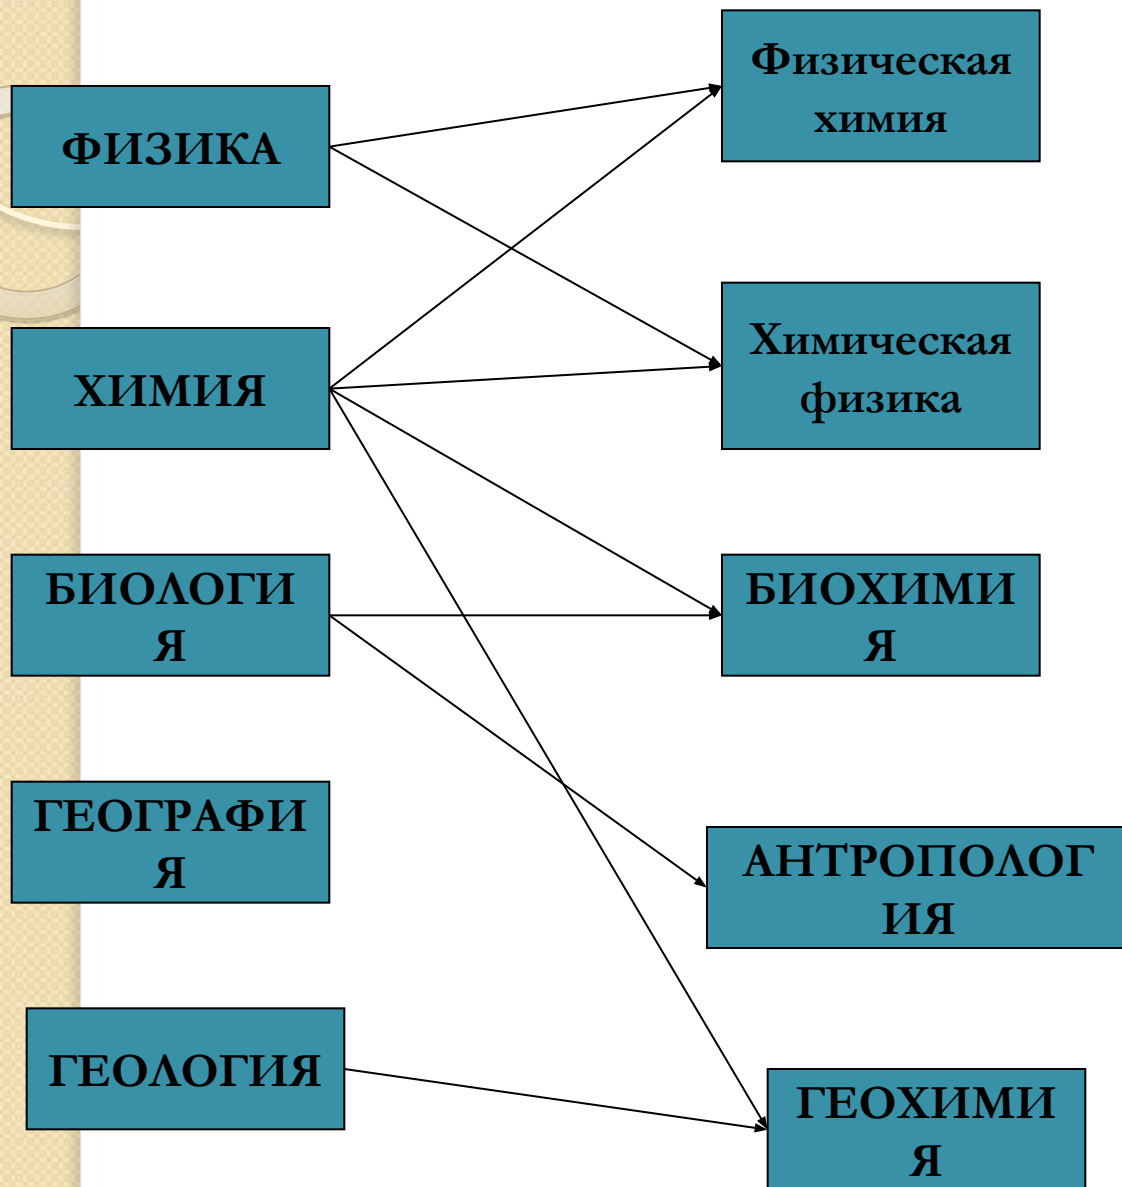 ФИЗИКА
ХИМИЯ
БИОЛОГИ
Я
ГЕОГРАФИ
Я
ГЕОЛОГИЯ
Физическая
химия
Химическая
физика
БИОХИМИ
Я
АНТРОПОЛОГ
ИЯ
ГЕОХИМИ
Я